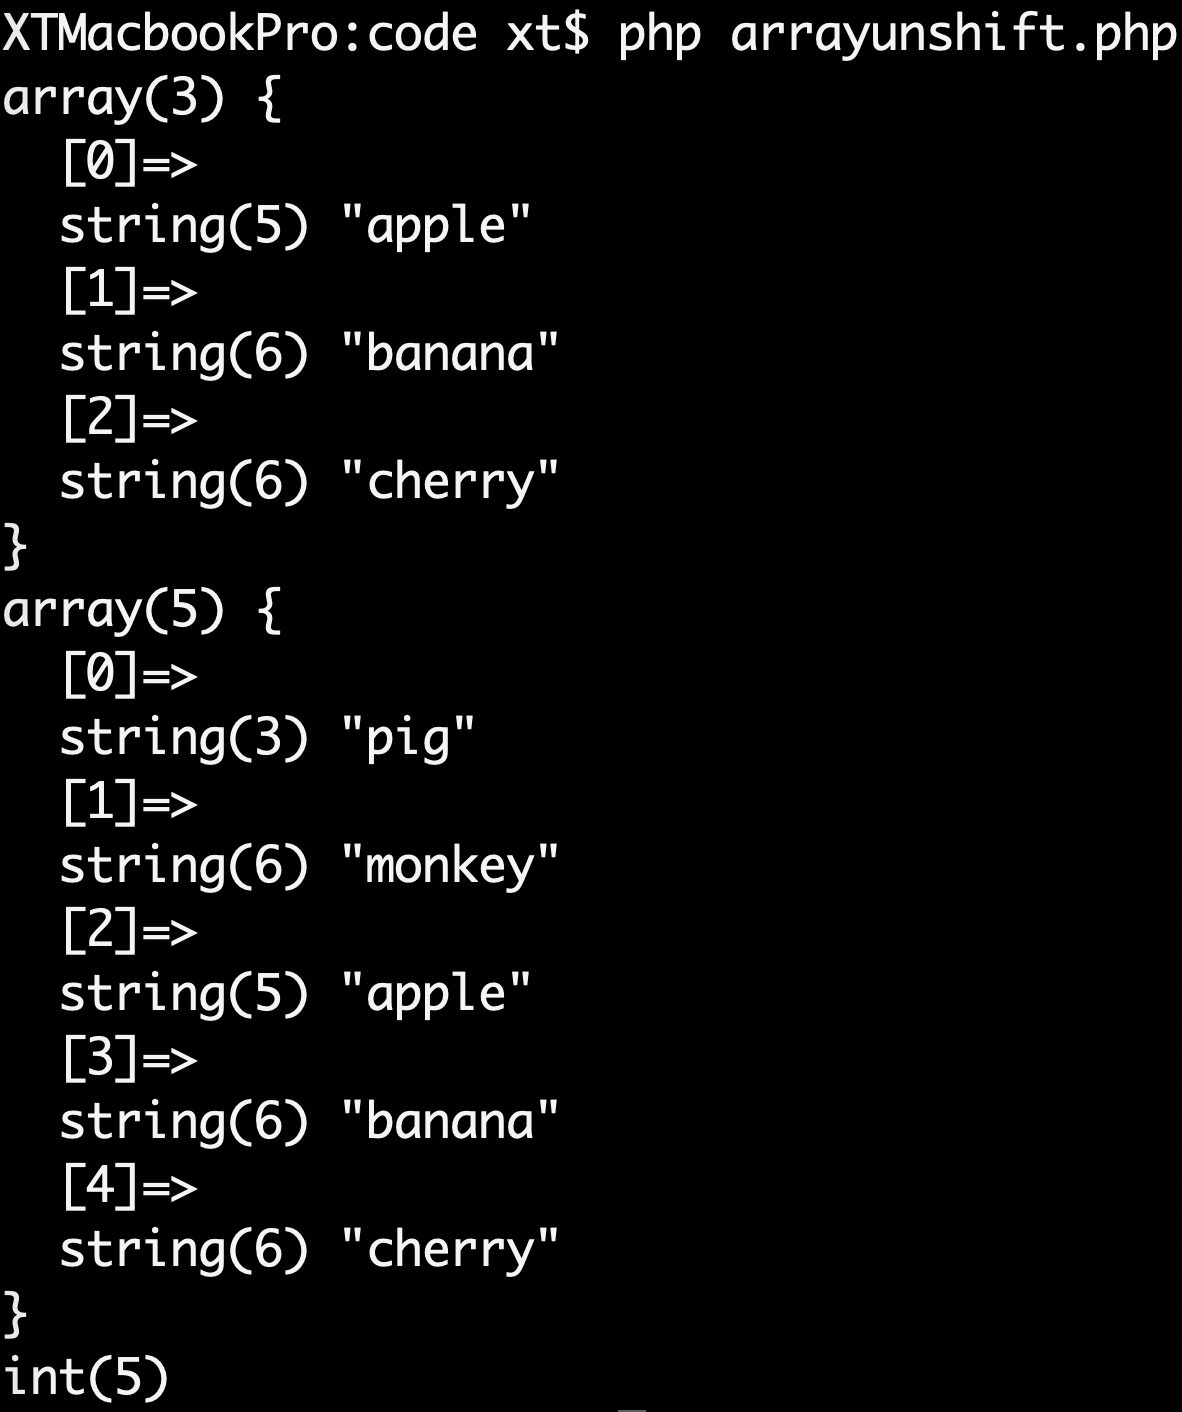 XTMacbookPro:code xt$ php arrayunshift.php
array(3) {
  [0]=>
  string(5) "apple"
  [1]=>
  string(6) "banana"
  [2]=>
  string(6) "cherry"
}
array(5) {
  [0]=>
  string(3) "pig"
  [1]=>
  string(6) "monkey"
  [2]=>
  string(5) "apple"
  [3]=>
  string(6) "banana"
  [4]=>
  string(6) "cherry"
}
int(5)